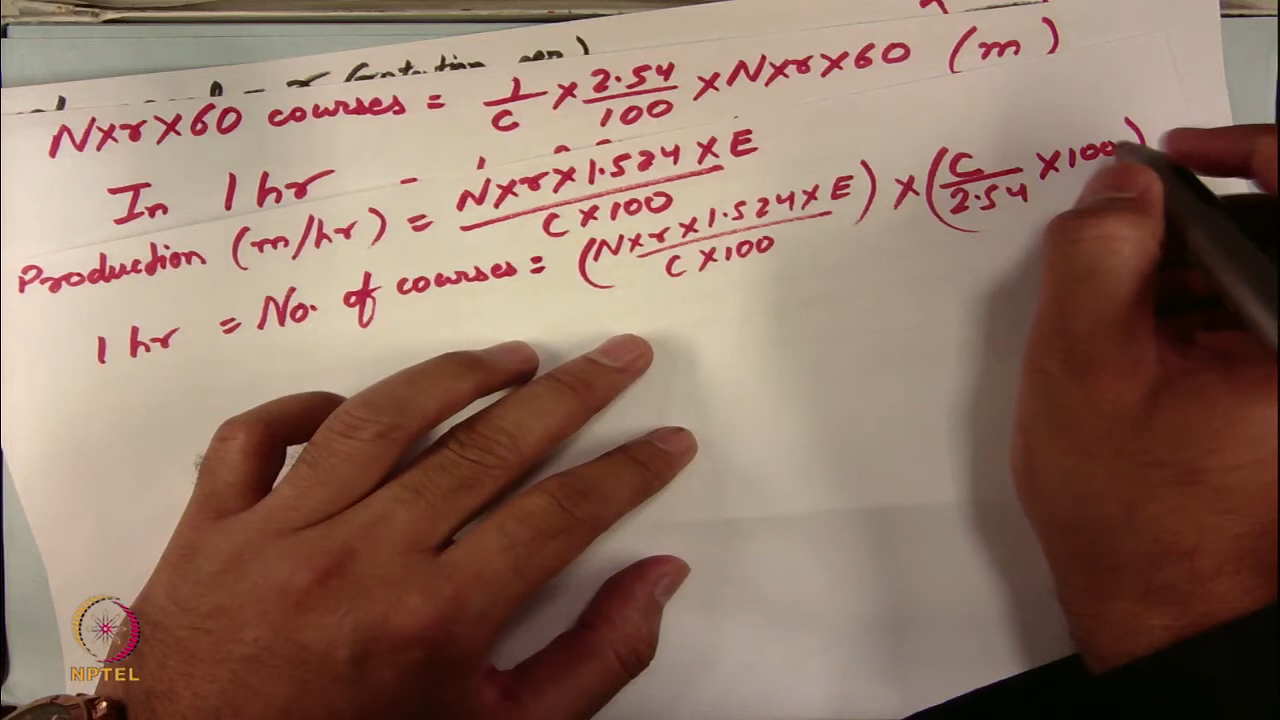 N×r×60 courses = 1/c × 2.54/100 × N×r×60 (m)
In 1 hr
Production (m/hr) = N×r×1.524×E / C×100
1 hr = No. of courses = (N×r×1.524×E / C×100) × (C/2.54 ×100)
NPTEL